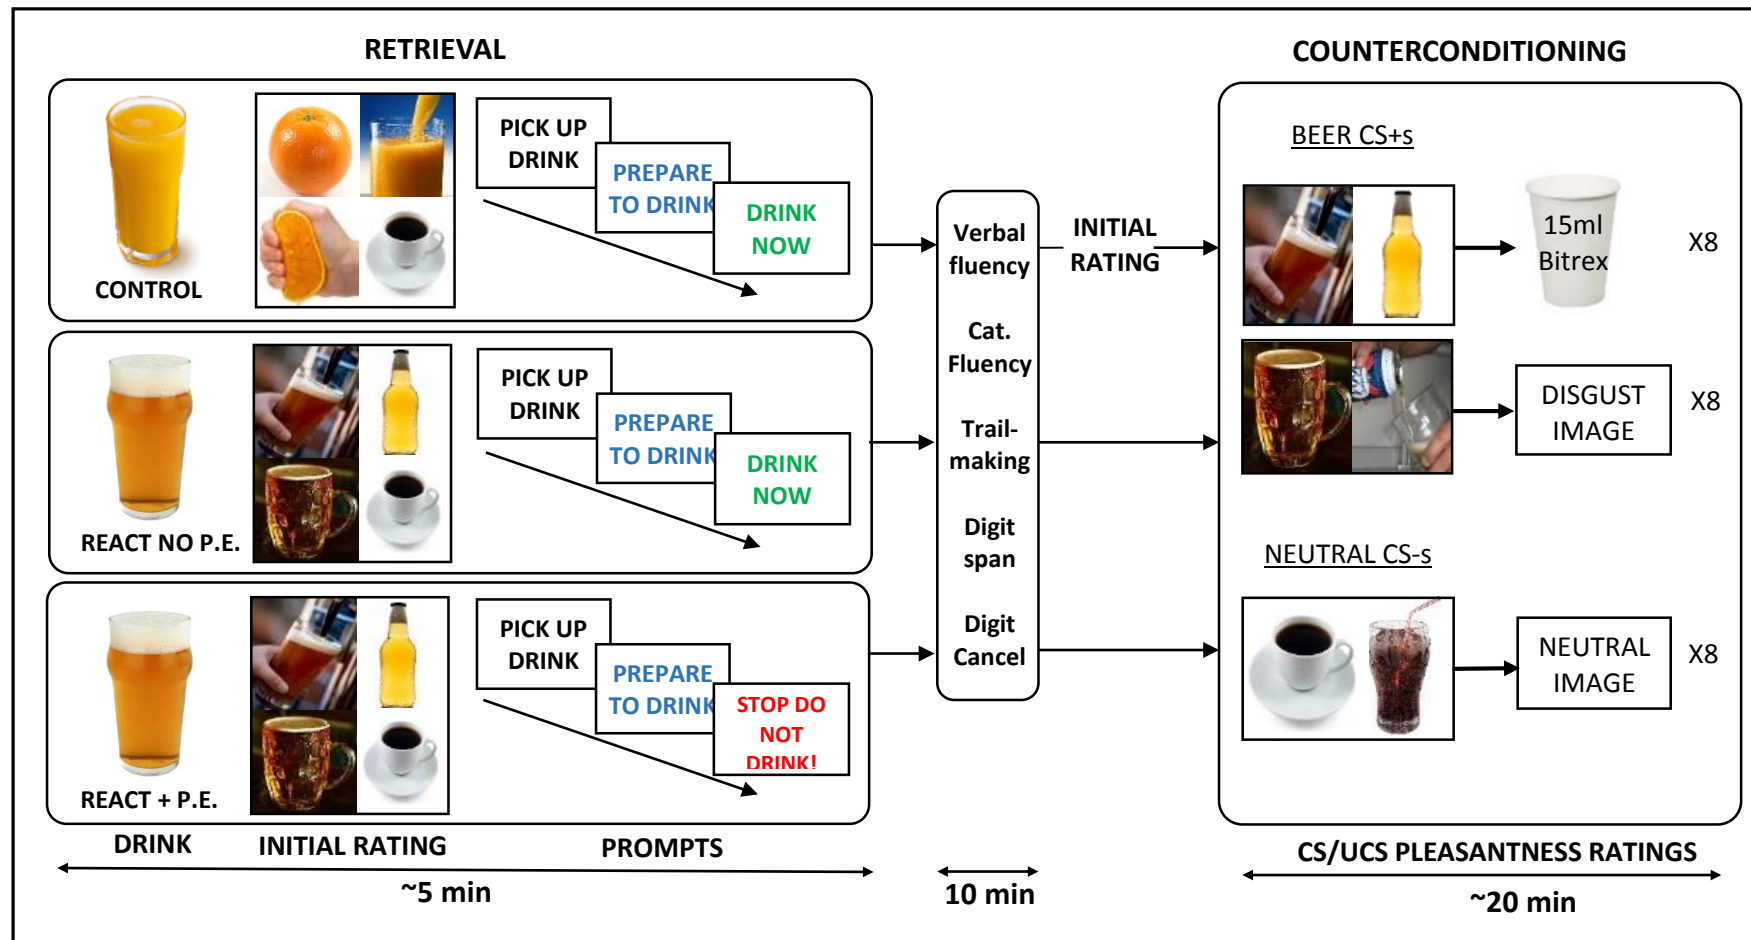 RETRIEVAL
COUNTERCONDITIONING
CONTROL
PICK UP
DRINK
PREPARE
TO DRINK
DRINK
NOW
REACT NO P.E.
PICK UP
DRINK
PREPARE
TO DRINK
DRINK
NOW
REACT + P.E.
PICK UP
DRINK
PREPARE
TO DRINK
STOP DO
NOT
DRINK!
DRINK
INITIAL RATING
PROMPTS
~5 min
Verbal
fluency
Cat.
Fluency
Trail-
making
Digit
span
Digit
Cancel
10 min
INITIAL
RATING
BEER CS+s
15ml
Bitrex
X8
DISGUST
IMAGE
X8
NEUTRAL CS-s
NEUTRAL
IMAGE
X8
CS/UCS PLEASANTNESS RATINGS
~20 min